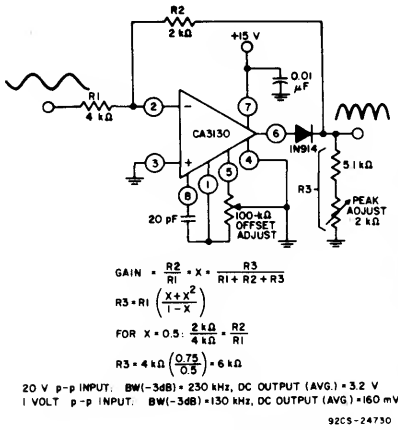 R2
2 kΩ
+15 V
0.01
μF
R1
4 kΩ
2
−
7
CA3130
6
IN914
3
+
4
8
1
5
5.1 kΩ
R3
PEAK
ADJUST
2 kΩ
20 pF
100-kΩ
OFFSET
ADJUST
GAIN = R2/R1 = X = R3/(R1 + R2 + R3)
R3 = R1 ((X + X²)/(1 - X))
FOR X = 0.5: 2 kΩ/4 kΩ = R2/R1
R3 = 4 kΩ (0.75/0.5) = 6 kΩ
20 V p-p INPUT: BW(-3dB) = 230 kHz, DC OUTPUT (AVG.) = 3.2 V
1 VOLT p-p INPUT: BW(-3dB) = 130 kHz, DC OUTPUT (AVG.) = 160 mV
92CS-24730